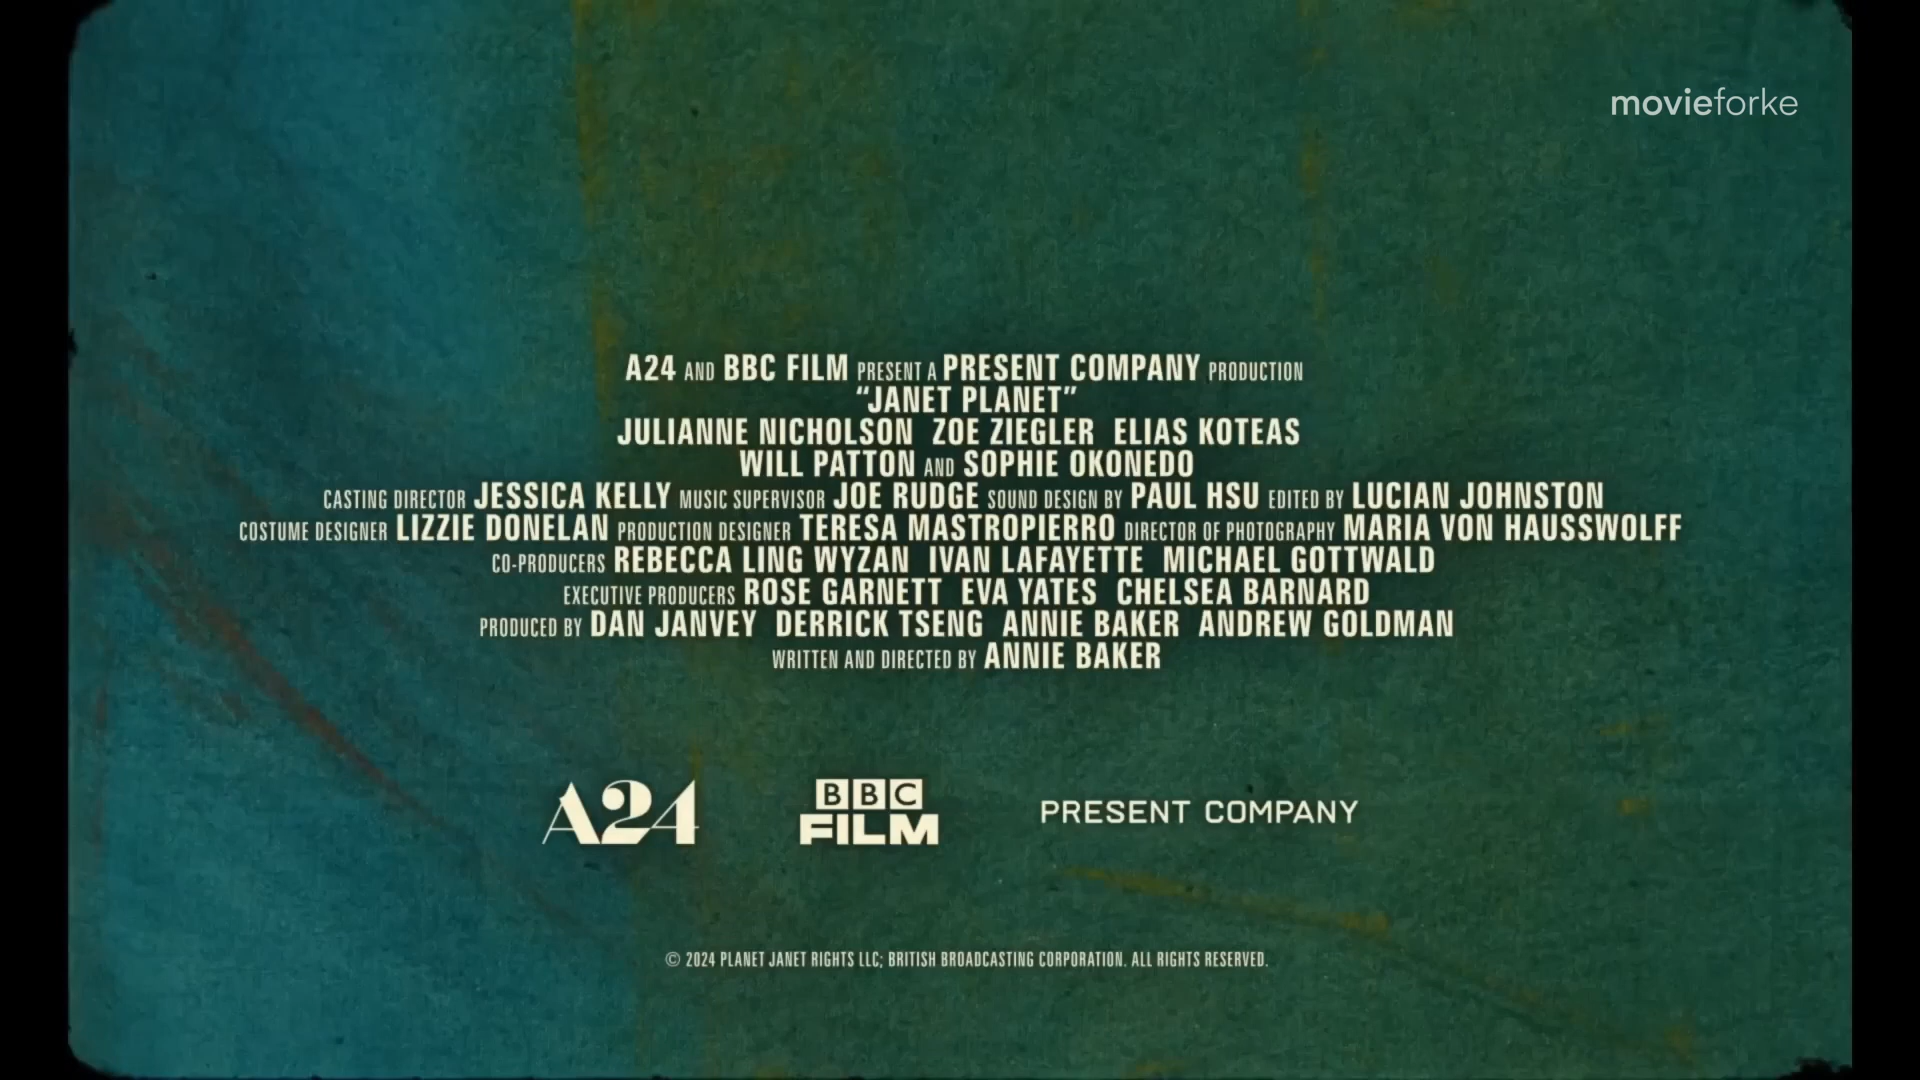 movieforke
A24 AND BBC FILM PRESENT A PRESENT COMPANY PRODUCTION
“JANET PLANET”
JULIANNE NICHOLSON ZOE ZIEGLER ELIAS KOTEAS
WILL PATTON AND SOPHIE OKONEDO
CASTING DIRECTOR JESSICA KELLY MUSIC SUPERVISOR JOE RUDGE SOUND DESIGN BY PAUL HSU EDITED BY LUCIAN JOHNSTON
COSTUME DESIGNER LIZZIE DONELAN PRODUCTION DESIGNER TERESA MASTROPIERRO DIRECTOR OF PHOTOGRAPHY MARIA VON HAUSSWOLFF
CO-PRODUCERS REBECCA LING WYZAN IVAN LAFAYETTE MICHAEL GOTTWALD
EXECUTIVE PRODUCERS ROSE GARNETT EVA YATES CHELSEA BARNARD
PRODUCED BY DAN JANVEY DERRICK TSENG ANNIE BAKER ANDREW GOLDMAN
WRITTEN AND DIRECTED BY ANNIE BAKER
A24 BBC FILM PRESENT COMPANY
© 2024 PLANET JANET RIGHTS LLC; BRITISH BROADCASTING CORPORATION. ALL RIGHTS RESERVED.